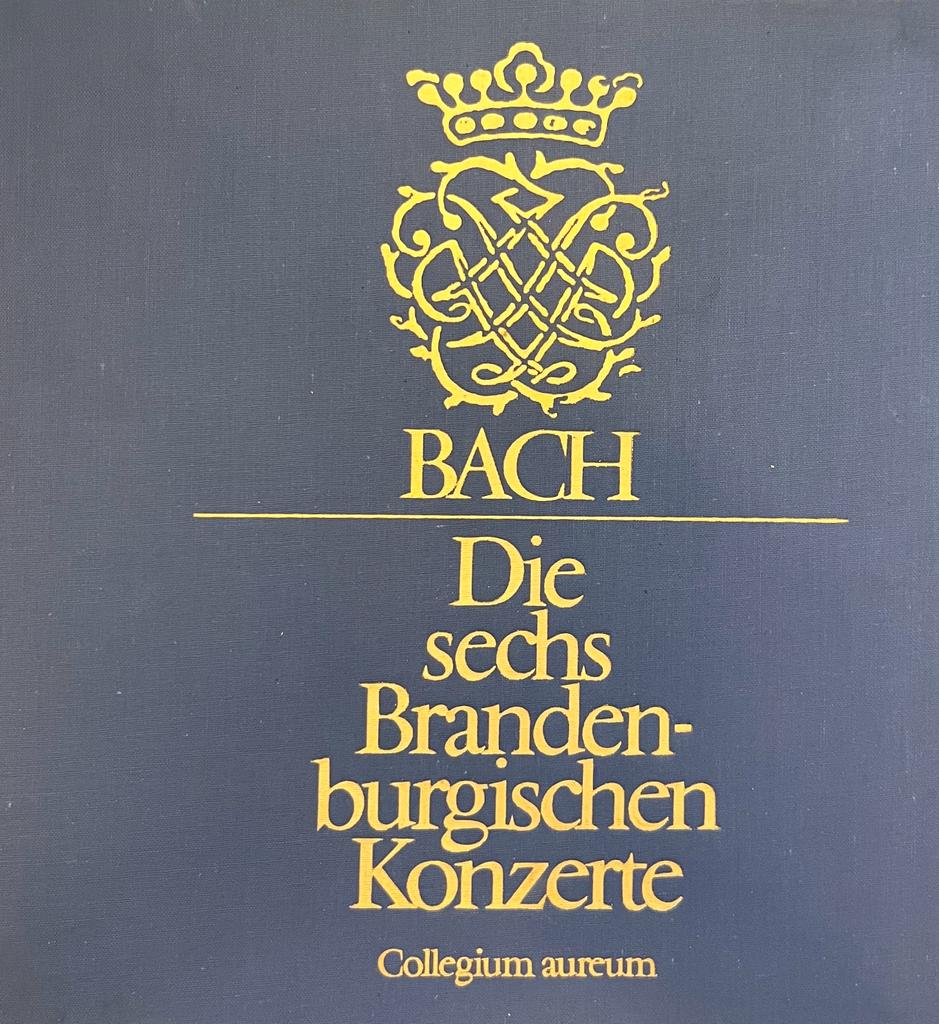 BACH
Die
sechs
Branden-
burgischen
Konzerte
Collegium aureum